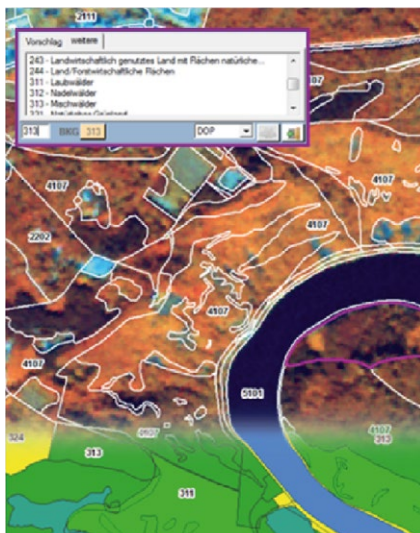 2111
Vorschlag weitere
243 - Landwirtschaftlich genutztes Land mit Flächen natürliche...
244 - Land/Forstwirtschaftliche Flächen
311 - Laubwälder
312 - Nadelwälder
313 - Mischwälder
313 BKG 313 DOP
4107
4107
4107
2202
4107
4107
5101
4107
4107
313
324
313
311